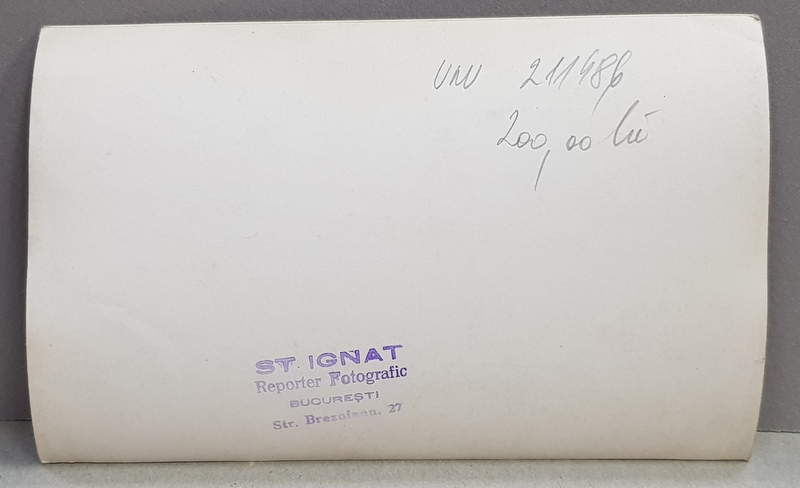 UNU 211486
200,00 lei
ST. IGNAT
Reporter Fotografic
BUCUREȘTI
Str. Brezoianu. 27